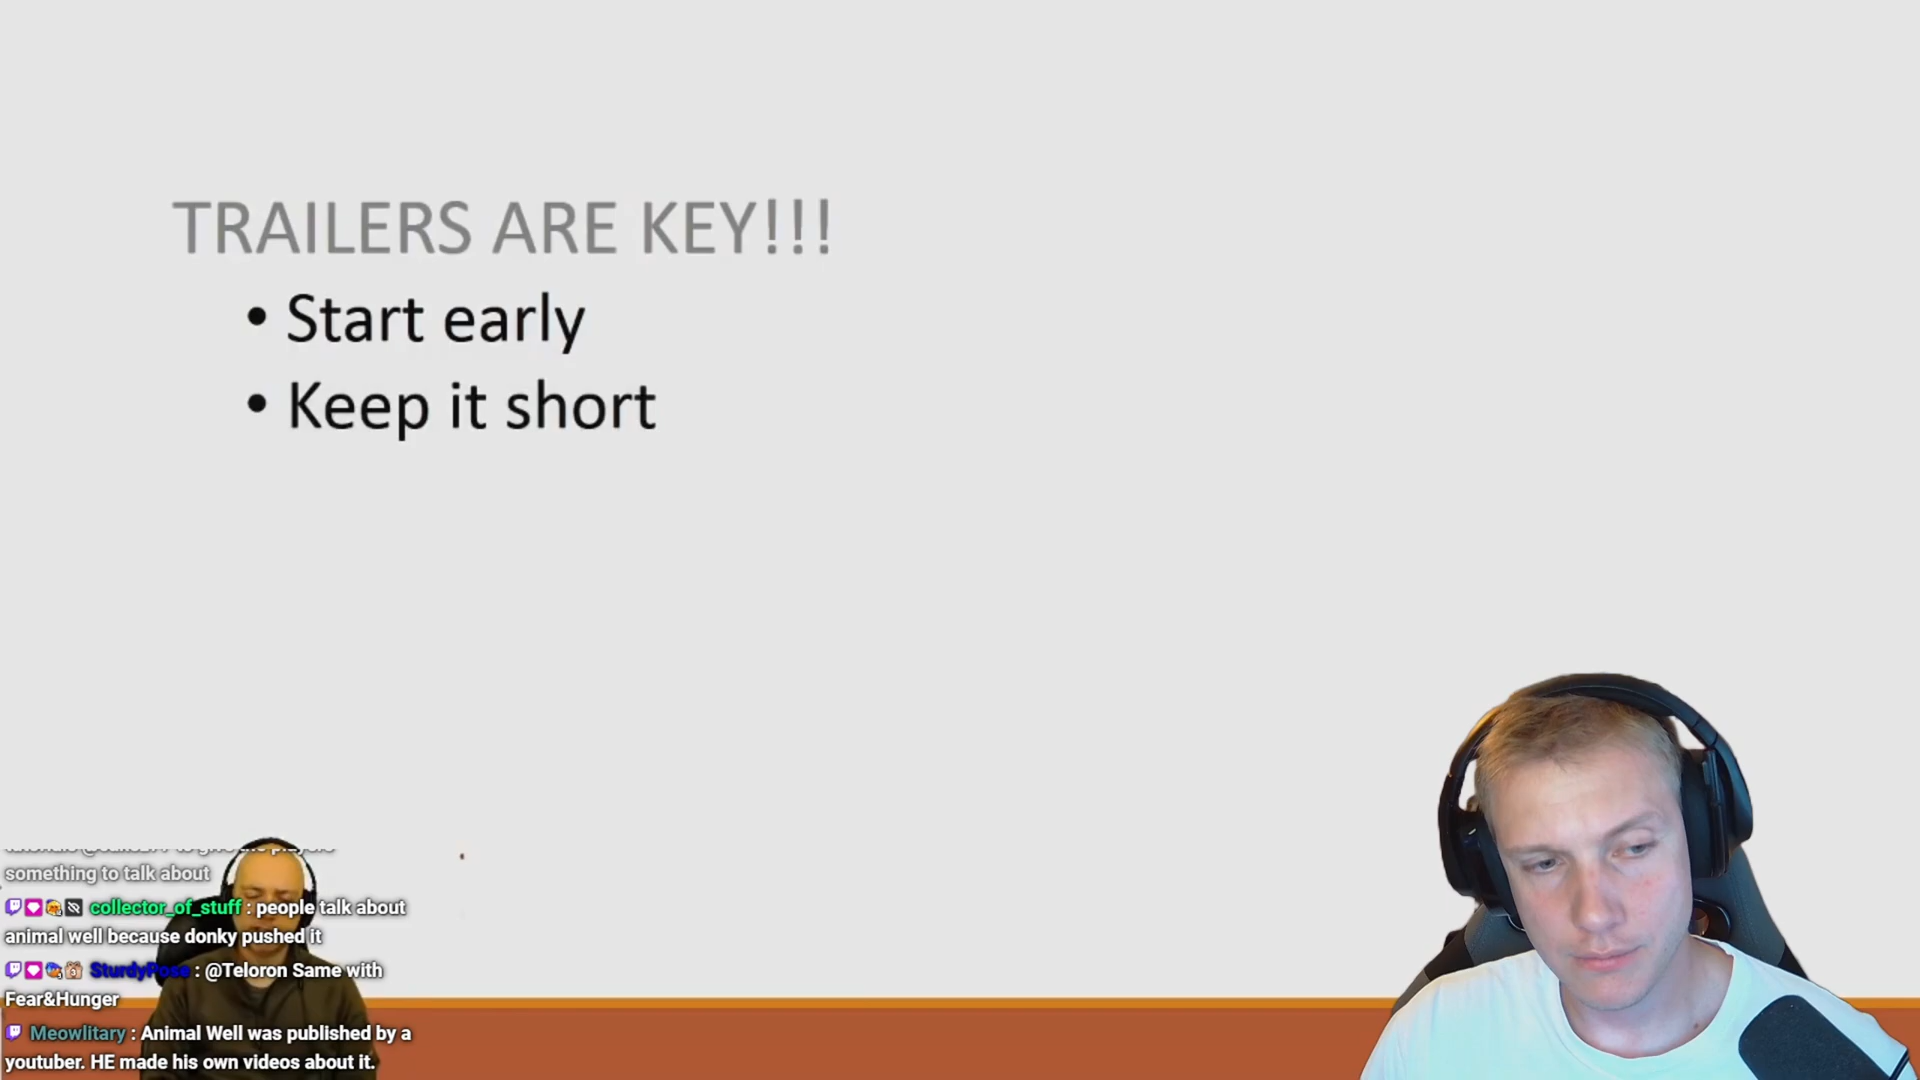 TRAILERS ARE KEY!!!
• Start early
• Keep it short
something to talk about
collector_of_stuff : people talk about
animal well because donky pushed it
SturdyPose : @Teloron Same with
Fear&Hunger
Meowlitary : Animal Well was published by a
youtuber. HE made his own videos about it.